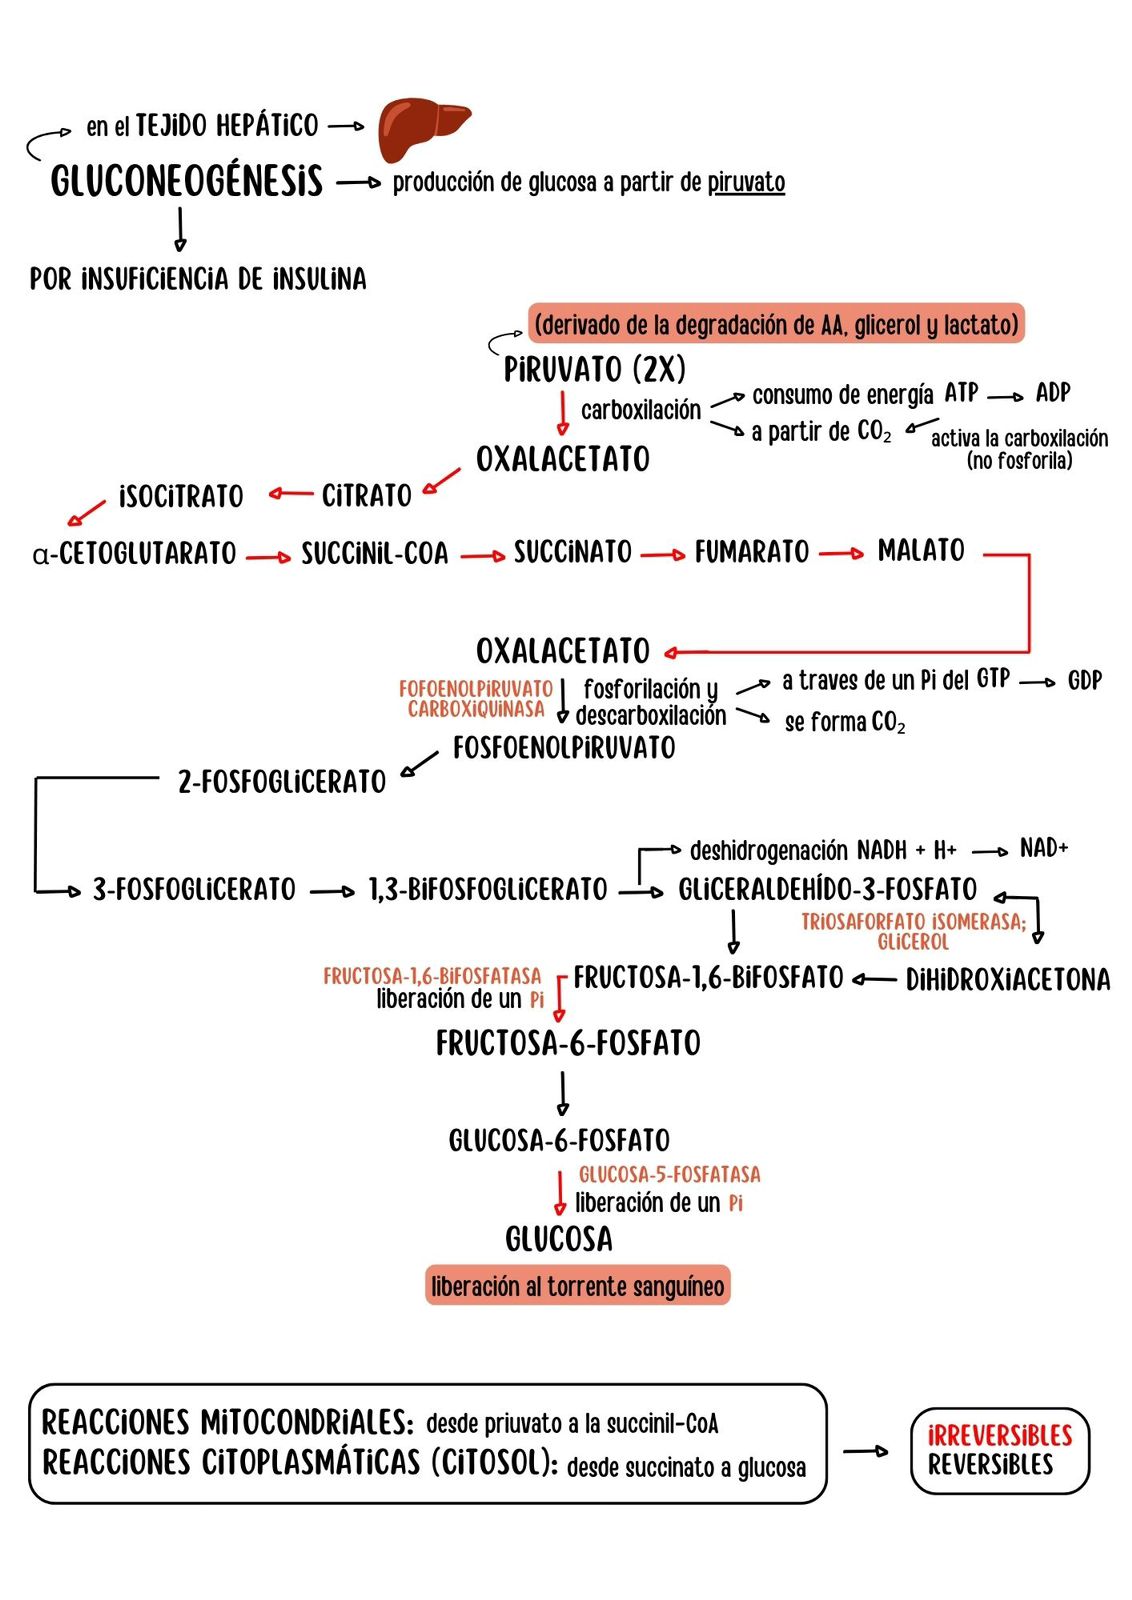 en el TEJIDO HEPÁTICO
GLUCONEOGÉNESIS
producción de glucosa a partir de piruvato
POR INSUFICIENCIA DE INSULINA
(derivado de la degradación de AA, glicerol y lactato)
PIRUVATO (2X)
carboxilación
consumo de energía ATP
ADP
a partir de CO₂
activa la carboxilación
(no fosforila)
OXALACETATO
ISOCITRATO
CITRATO
α-CETOGLUTARATO
SUCCINIL-COA
SUCCINATO
FUMARATO
MALATO
OXALACETATO
FOFOENOLPIRUVATO
CARBOXIQUINASA
fosforilación y
descarboxilación
a traves de un Pi del GTP
GDP
se forma CO₂
FOSFOENOLPIRUVATO
2-FOSFOGLICERATO
deshidrogenación NADH + H+
NAD+
3-FOSFOGLICERATO
1,3-BIFOSFOGLICERATO
GLICERALDEHÍDO-3-FOSFATO
TRIOSAFORFATO ISOMERASA;
GLICEROL
FRUCTOSA-1,6-BIFOSFATASA
liberación de un Pi
FRUCTOSA-1,6-BIFOSFATO
DIHIDROXIACETONA
FRUCTOSA-6-FOSFATO
GLUCOSA-6-FOSFATO
GLUCOSA-5-FOSFATASA
liberación de un Pi
GLUCOSA
liberación al torrente sanguíneo
REACCIONES MITOCONDRIALES: desde priuvato a la succinil-CoA
REACCIONES CITOPLASMÁTICAS (CITOSOL): desde succinato a glucosa
IRREVERSIBLES
REVERSIBLES